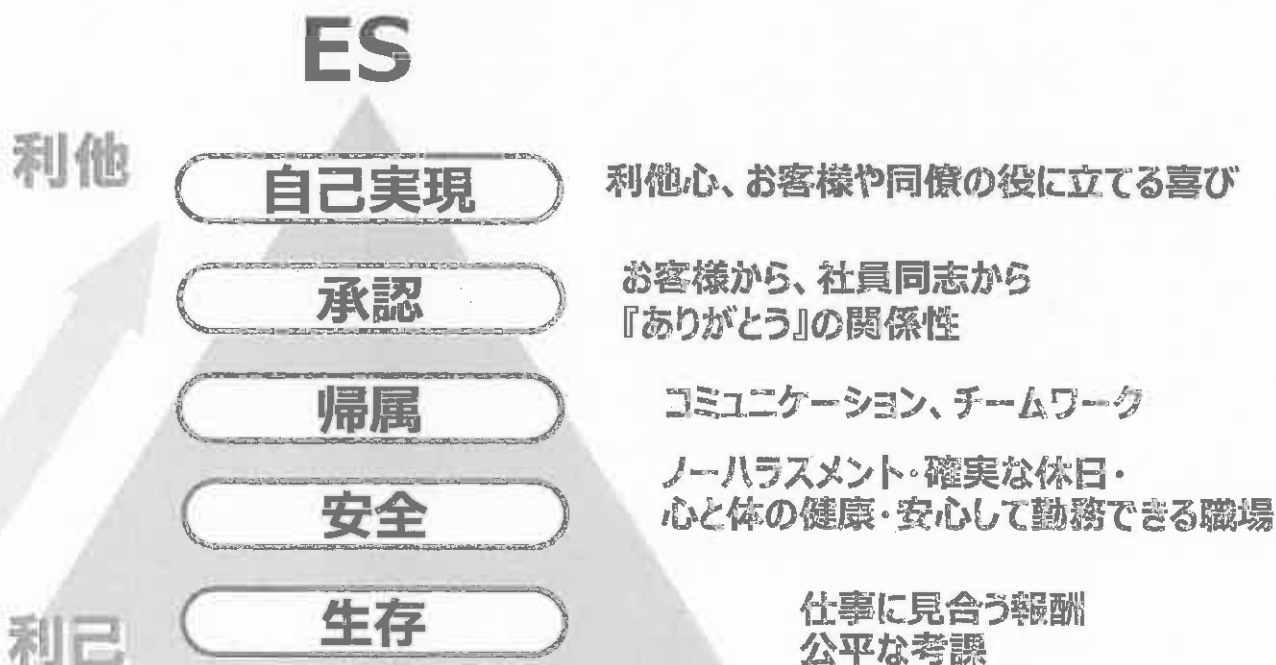 ES
利他
自己実現
利他心、お客様や同僚の役に立てる喜び
承認
お客様から、社員同志から
『ありがとう』の関係性
帰属
コミュニケーション、チームワーク
安全
ノーハラスメント・確実な休日・
心と体の健康・安心して勤務できる職場
利己
生存
仕事に見合う報酬
公平な考課